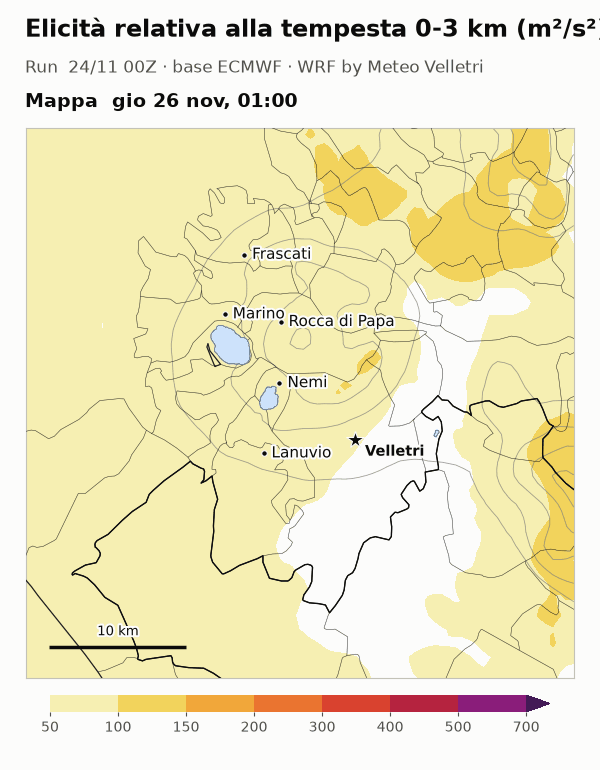 Elicità relativa alla tempesta 0-3 km (m²/s²)
Run 24/11 00Z · base ECMWF · WRF by Meteo Velletri
Mappa gio 26 nov, 01:00
Frascati
Marino
Rocca di Papa
Nemi
Velletri
Lanuvio
10 km
50 100 150 200 300 400 500 700